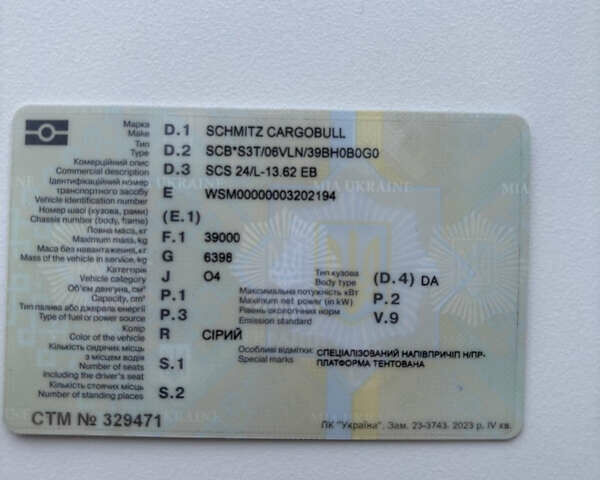 Марка
Make D.1 SCHMITZ CARGOBULL
Тип
Type D.2 SCB*S3T/06VLN/39BH0B0G0
Комерційний опис
Commercial description D.3 SCS 24/L-13.62 EB
Ідентифікаційний номер
транспортного засобу E WSM00000003202194
Vehicle identification number
Номер шасі (кузова, рами)
Chassis number (body, frame) (E.1)
Повна маса, кг
Maximum mass, kg F.1 39000
Маса без навантаження, кг
Mass of the vehicle in service, kg G 6398
Категорія
Vehicle category J O4 Тип кузова
Body type (D.4) DA
Об'єм двигуна, см³
Capacity, cm³ P.1 Максимальна потужність кВт
Maximum net power (in kW) P.2
Тип палива або джерела енергії
Type of fuel or power source P.3 Рівень екологічних норм
Emission standard V.9
Колір
Color of the vehicle R СІРИЙ
Кількість сидячих місць
з місцем водія
Number of seats S.1
Including the driver's seat
Особливі відмітки:
Special marks СПЕЦІАЛІЗОВАНИЙ НАПІВПРИЧІП Н/ПР-
ПЛАТФОРМА ТЕНТОВАНА
Кількість стоячих місць
Number of standing places S.2
СТМ № 329471
ПК "Україна". Зам. 23-3743. 2023 р. IV кв.
MIA UKRAINE